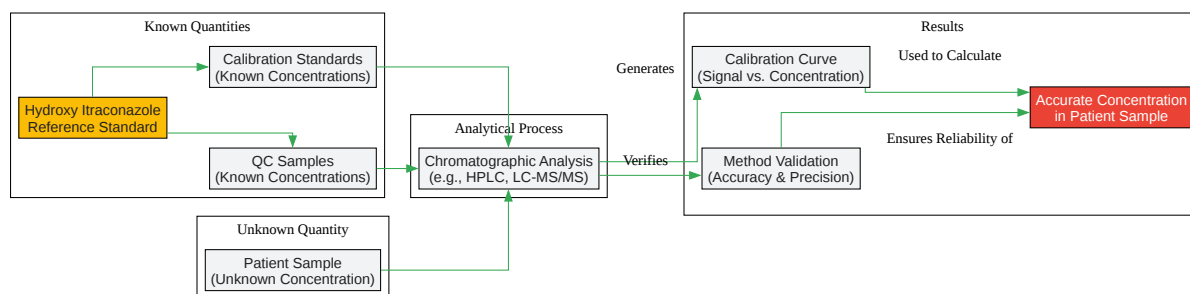 Known Quantities
Hydroxy Itraconazole
Reference Standard
Calibration Standards
(Known Concentrations)
QC Samples
(Known Concentrations)
Unknown Quantity
Patient Sample
(Unknown Concentration)
Analytical Process
Chromatographic Analysis
(e.g., HPLC, LC-MS/MS)
Generates
Verifies
Results
Calibration Curve
(Signal vs. Concentration)
Method Validation
(Accuracy & Precision)
Used to Calculate
Ensures Reliability of
Accurate Concentration
in Patient Sample